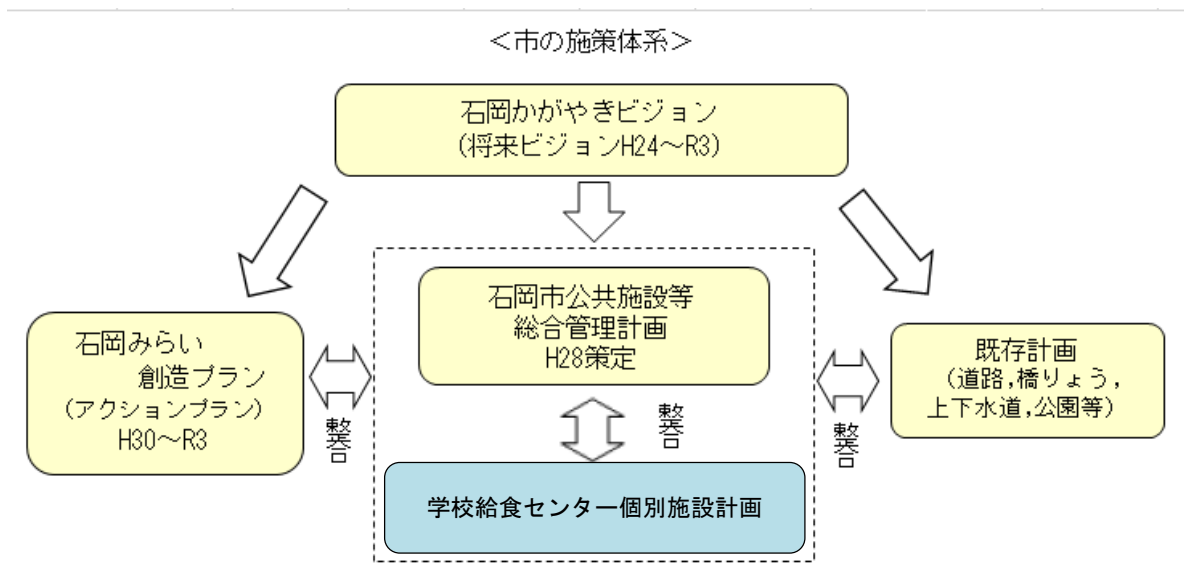 ＜市の施策体系＞
石岡かがやきビジョン
(将来ビジョンH24～R3)
石岡市公共施設等
総合管理計画
H28策定
石岡みらい
創造プラン
(アクションプラン)
H30～R3
整合
整合
整合
既存計画
(道路,橋りょう,
上下水道,公園等)
学校給食センター個別施設計画